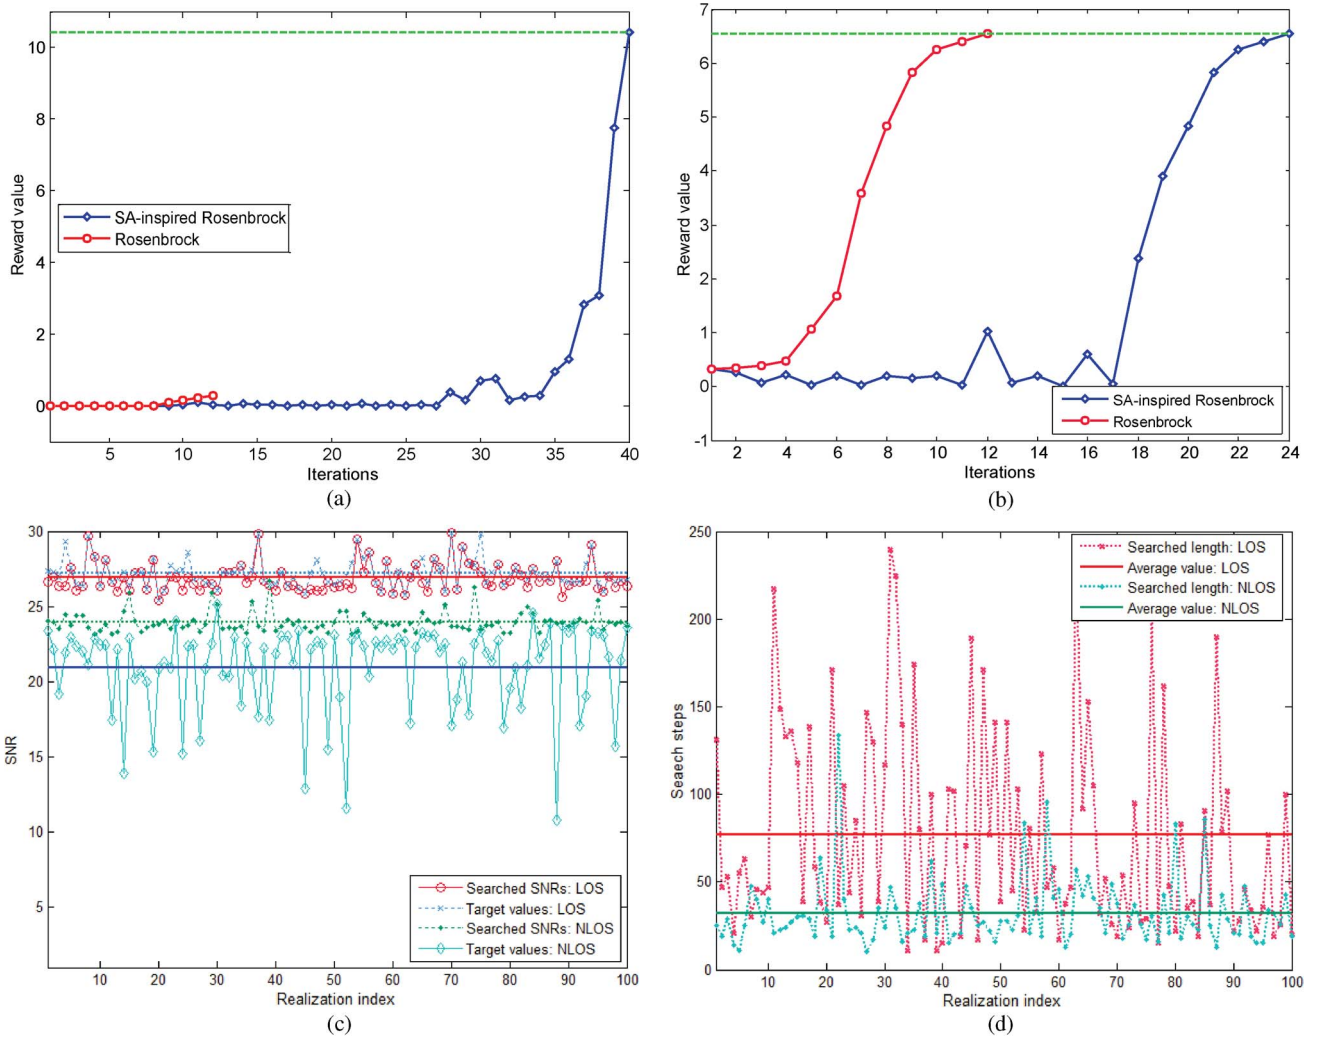 10
8
6
4
2
0
Reward value
SA-inspired Rosenbrock
Rosenbrock
5 10 15 20 25 30 35 40
Iterations
(a)
7
6
5
4
3
2
1
0
-1
Reward value
SA-inspired Rosenbrock
Rosenbrock
2 4 6 8 10 12 14 16 18 20 22 24
Iterations
(b)
30
25
20
15
10
5
SNR
Searched SNRs: LOS
Target values: LOS
Searched SNRs: NLOS
Target values: NLOS
10 20 30 40 50 60 70 80 90 100
Realization index
(c)
250
200
150
100
50
0
Seaech steps
Searched length: LOS
Average value: LOS
Searched length: NLOS
Average value: NLOS
10 20 30 40 50 60 70 80 90 100
Realization index
(d)